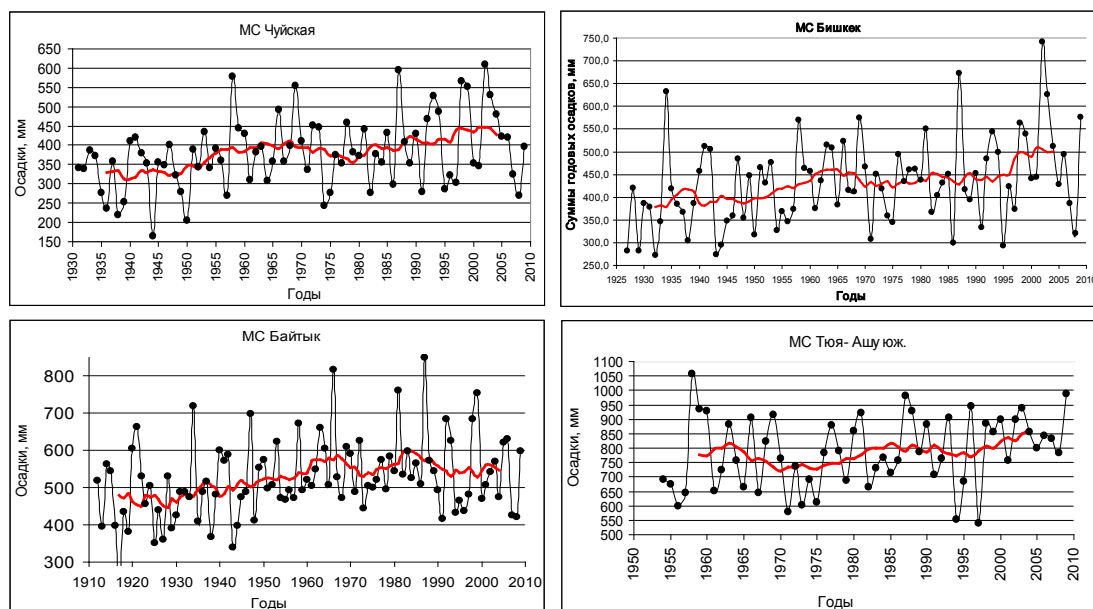 МС Чуйская
Осадки, мм
650
600
550
500
450
400
350
300
250
200
150
1930 1935 1940 1945 1950 1955 1960 1965 1970 1975 1980 1985 1990 1995 2000 2005 2010
Годы
МС Бишкек
Суммы годовых осадков, мм
750,0
700,0
650,0
600,0
550,0
500,0
450,0
400,0
350,0
300,0
250,0
1925 1930 1935 1940 1945 1950 1955 1960 1965 1970 1975 1980 1985 1990 1995 2000 2005 2010
Годы
МС Байтык
Осадки, мм
800
700
600
500
400
300
1910 1920 1930 1940 1950 1960 1970 1980 1990 2000 2010
Годы
МС Тюя- Ашу юж.
Осадки, мм
1100
1050
1000
950
900
850
800
750
700
650
600
550
500
1950 1955 1960 1965 1970 1975 1980 1985 1990 1995 2000 2005 2010
Годы